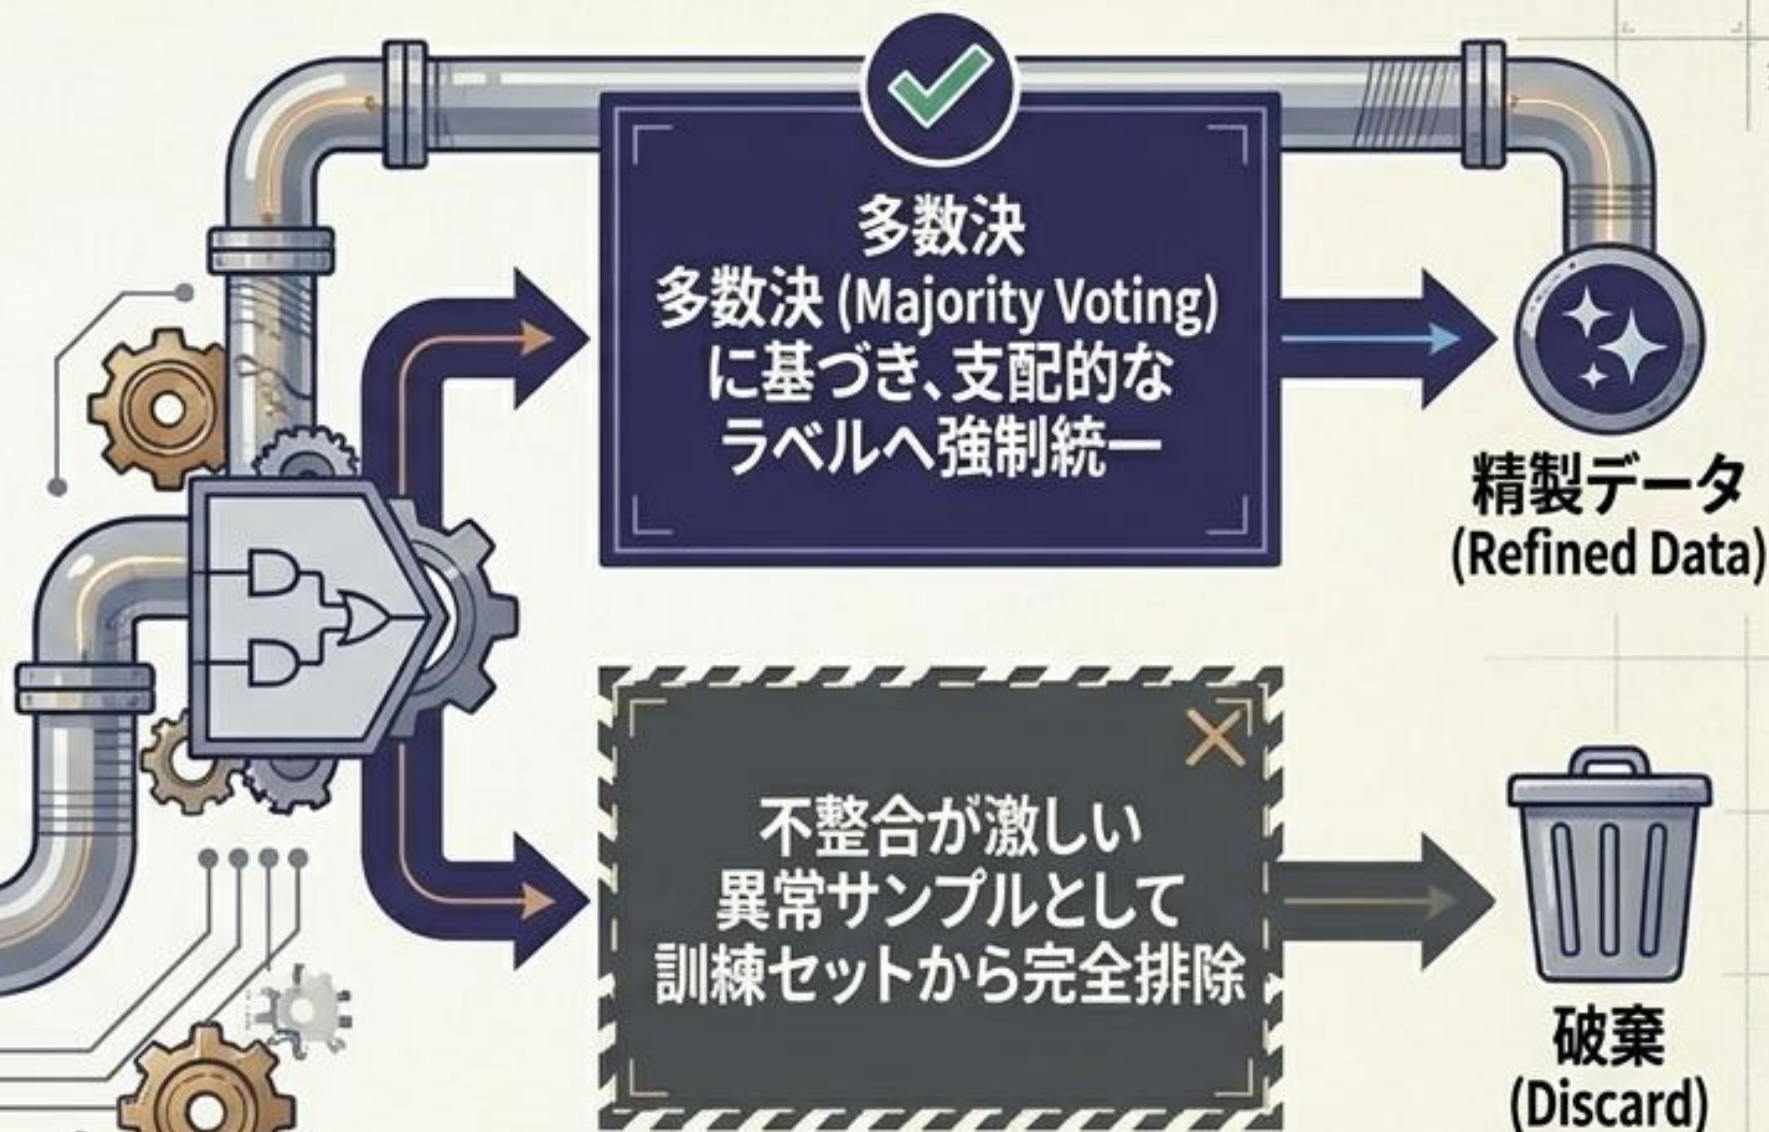 多数決
多数決 (Majority Voting)
に基づき、支配的な
ラベルへ強制統一
精製データ
(Refined Data)
不整合が激しい
異常サンプルとして
訓練セットから完全排除
破棄
(Discard)